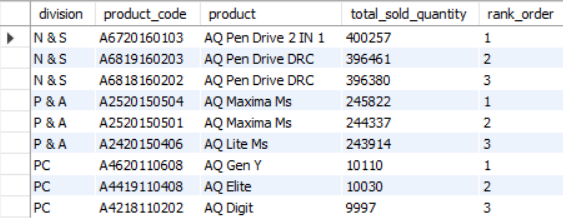 division product_code product total_sold_quantity rank_order
N & S A6720160103 AQ Pen Drive 2 IN 1 400257 1
N & S A6819160203 AQ Pen Drive DRC 396461 2
N & S A6818160202 AQ Pen Drive DRC 396380 3
P & A A2520150504 AQ Maxima Ms 245822 1
P & A A2520150501 AQ Maxima Ms 244337 2
P & A A2420150406 AQ Lite Ms 243914 3
PC A4620110608 AQ Gen Y 10110 1
PC A4419110408 AQ Elite 10030 2
PC A4218110202 AQ Digit 9997 3